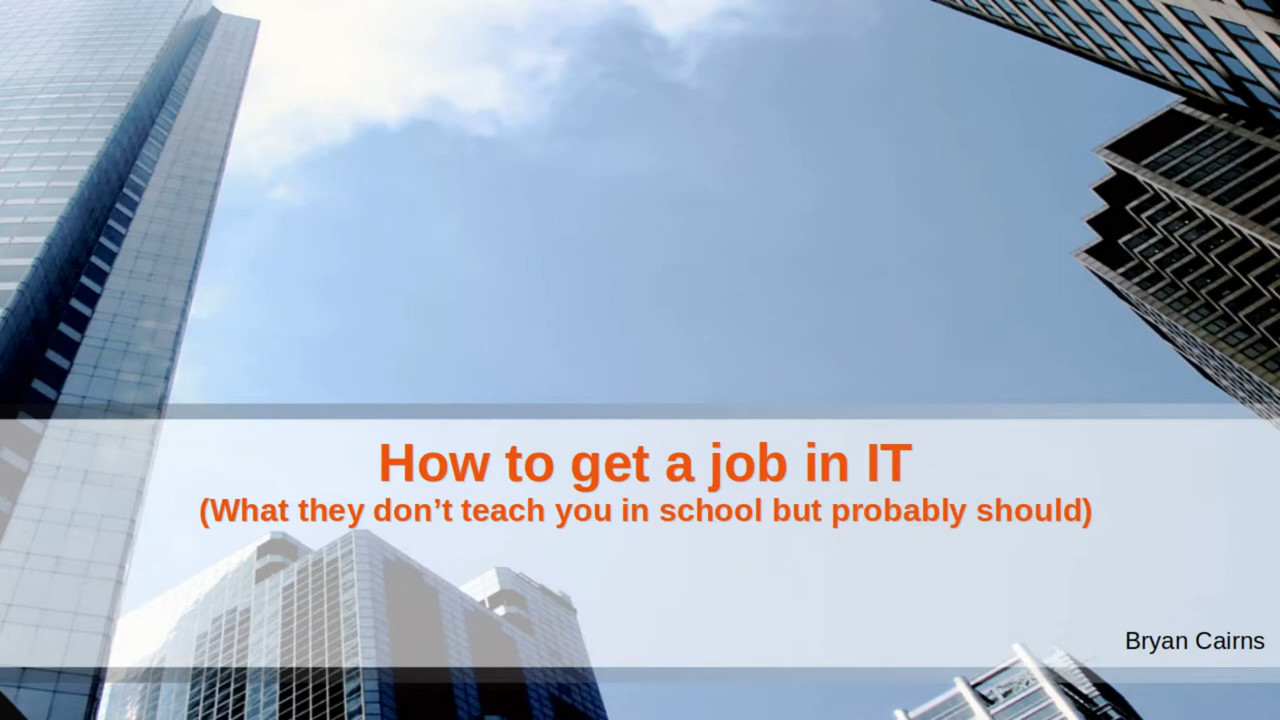 How to get a job in IT
(What they don’t teach you in school but probably should)
Bryan Cairns